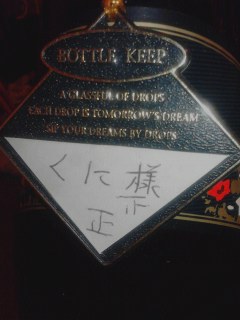 BOTTLE KEEP
A GLASSFUL OF DROPS
EACH DROP IS TOMORROW'S DREAM
SIP YOUR DREAMS BY DROPS
くに様
正